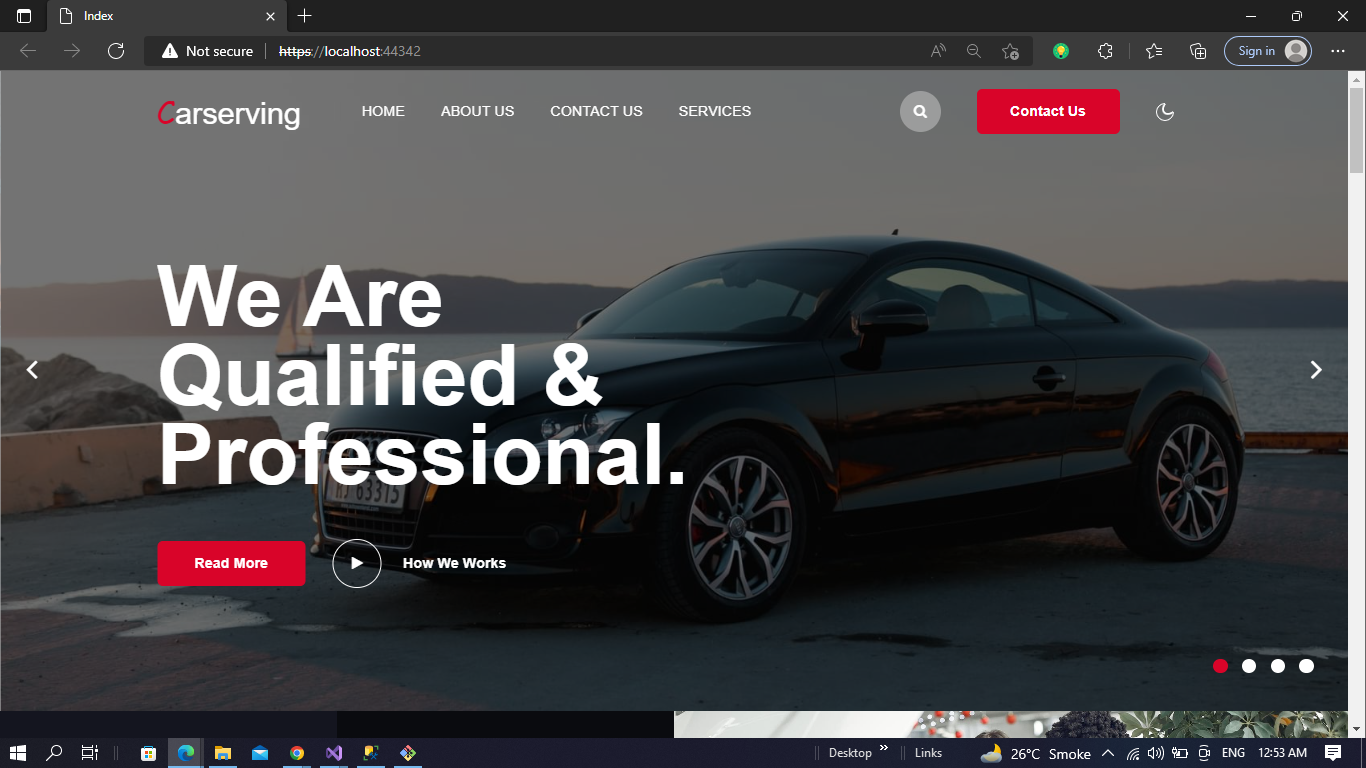 Index
Not secure
https://localhost:44342
Sign in
Carserving
HOME
ABOUT US
CONTACT US
SERVICES
Contact Us
We Are
Qualified &
Professional.
63315
Read More
How We Works
Desktop
Links
26°C Smoke
ENG
12:53 AM